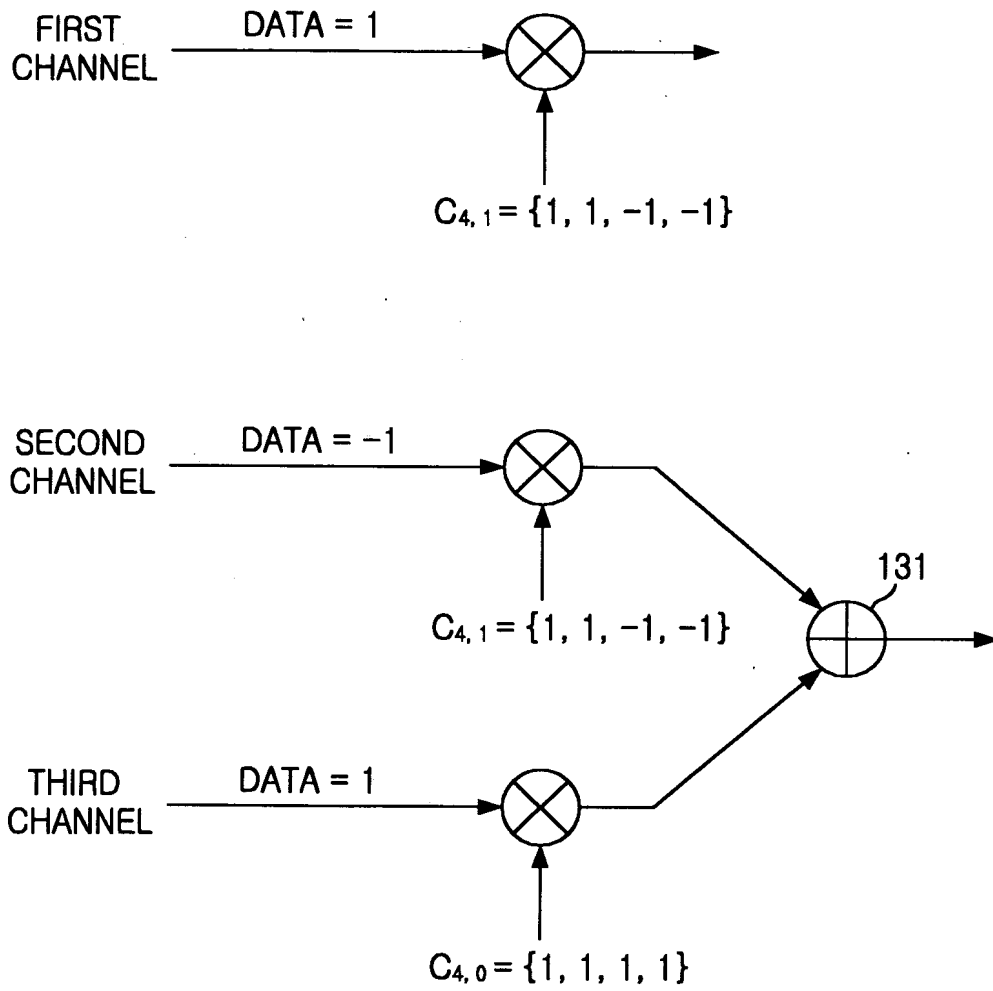 FIRST
CHANNEL
DATA = 1
C4, 1 = {1, 1, -1, -1}
SECOND
CHANNEL
DATA = -1
C4, 1 = {1, 1, -1, -1}
131
THIRD
CHANNEL
DATA = 1
C4, 0 = {1, 1, 1, 1}